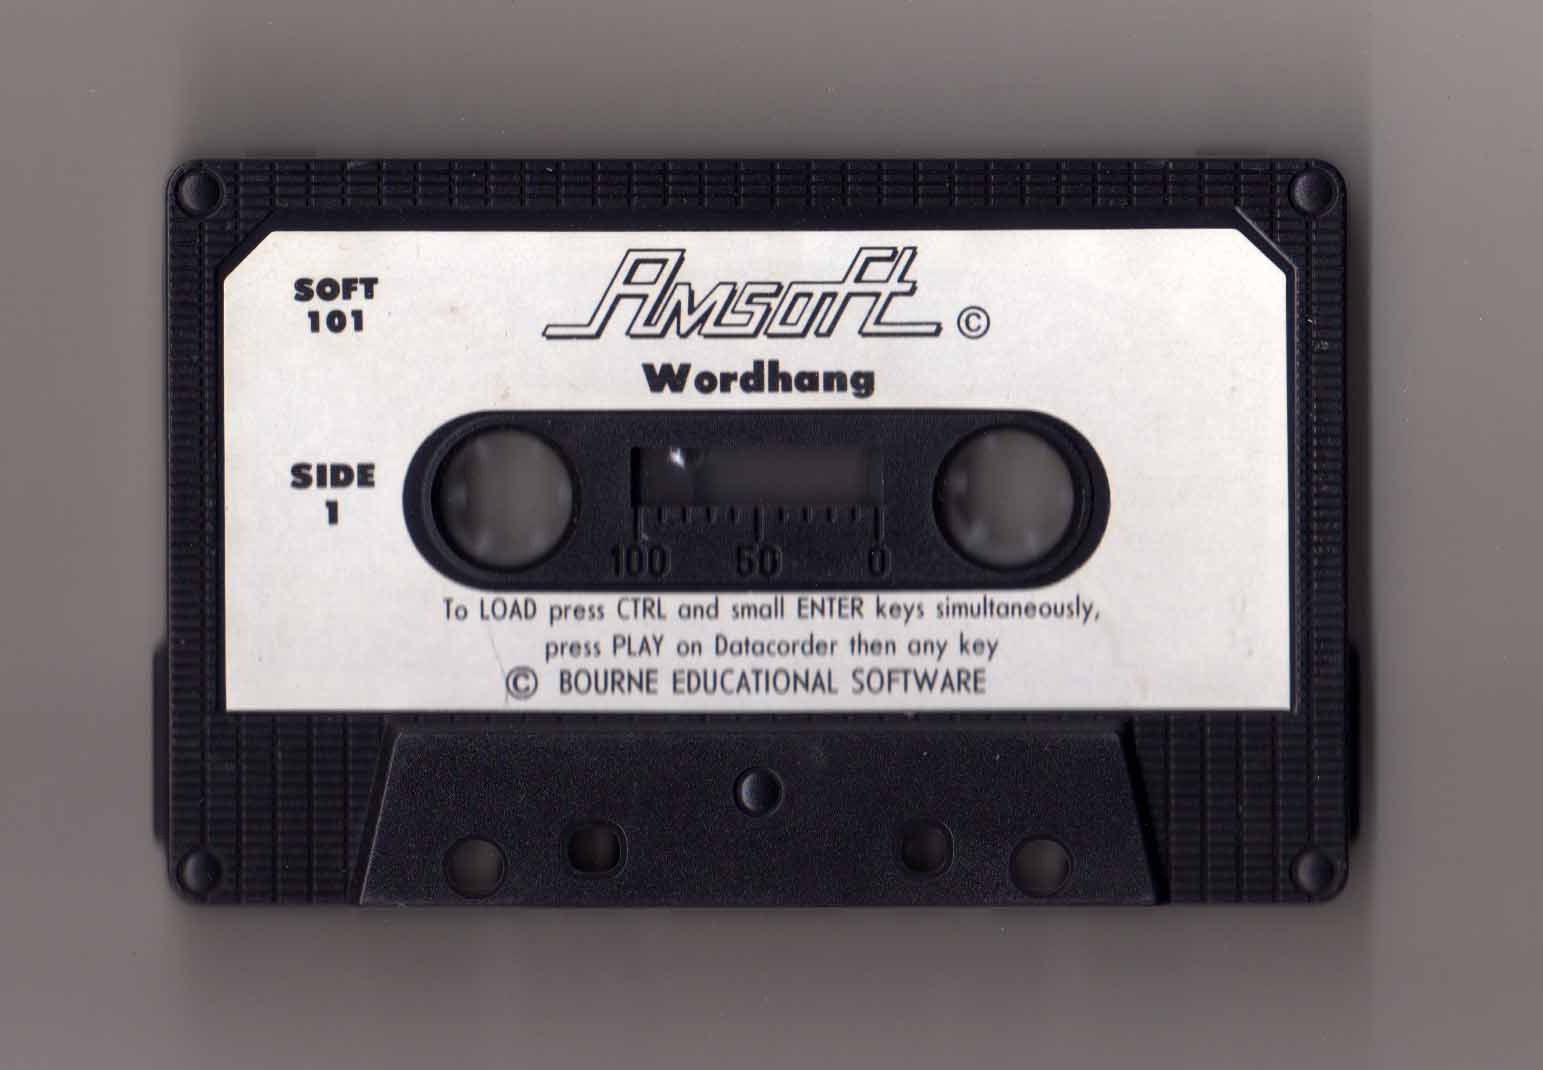 SOFT
101
Amsoft ©
Wordhang
SIDE
1
100 50 0
To LOAD press CTRL and small ENTER keys simultaneously,
press PLAY on Datacorder then any key
© BOURNE EDUCATIONAL SOFTWARE